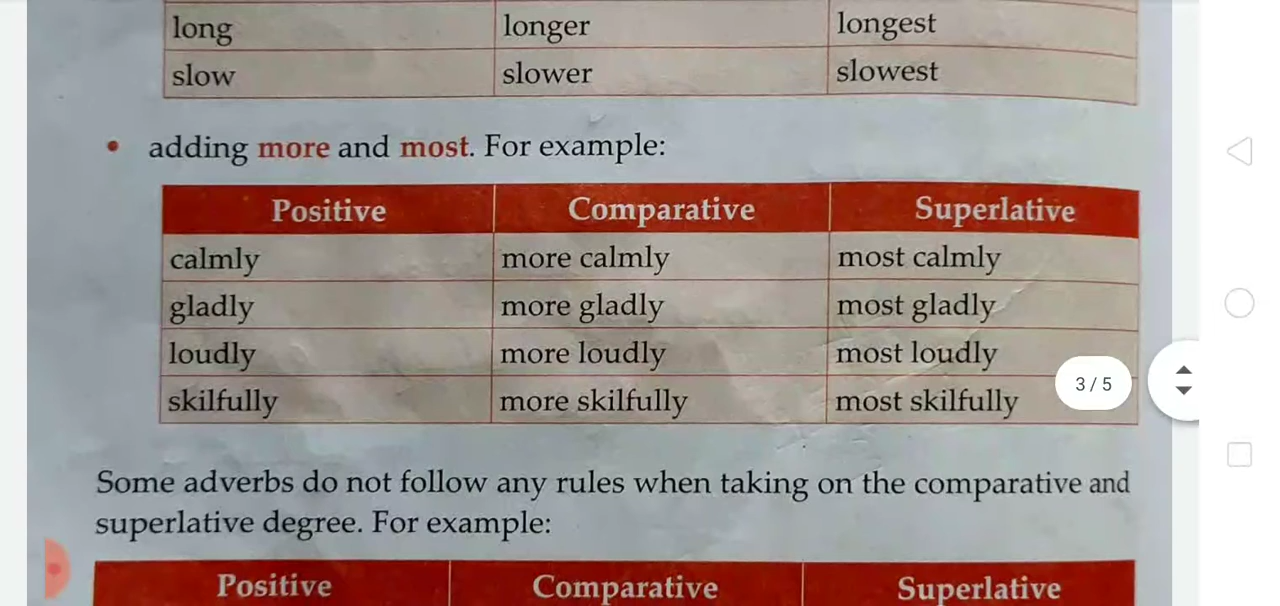 long longer longest
slow slower slowest
• adding more and most. For example:
Positive Comparative Superlative
calmly more calmly most calmly
gladly more gladly most gladly
loudly more loudly most loudly
skilfully more skilfully most skilfully
3 / 5
Some adverbs do not follow any rules when taking on the comparative and
superlative degree. For example:
Positive Comparative Superlative